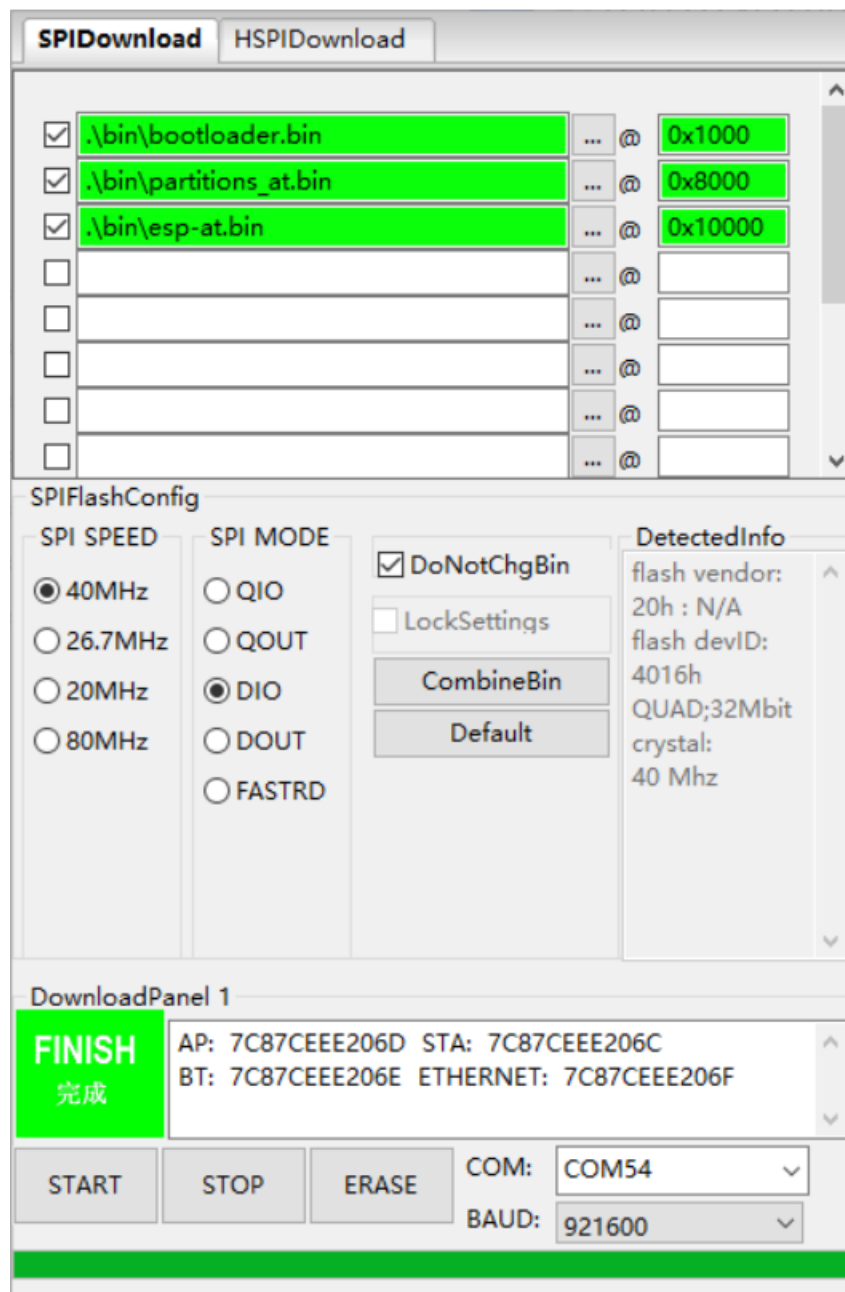 SPIDownload HSPIDownload
.\bin\bootloader.bin ... @ 0x1000
.\bin\partitions_at.bin ... @ 0x8000
.\bin\esp-at.bin ... @ 0x10000
... @
... @
... @
... @
... @
SPIFlashConfig
SPI SPEED
40MHz
26.7MHz
20MHz
80MHz
SPI MODE
QIO
QOUT
DIO
DOUT
FASTRD
DoNotChgBin
LockSettings
CombineBin
Default
DetectedInfo
flash vendor:
20h : N/A
flash devID:
4016h
QUAD;32Mbit
crystal:
40 Mhz
DownloadPanel 1
FINISH
完成
AP: 7C87CEEE206D STA: 7C87CEEE206C
BT: 7C87CEEE206E ETHERNET: 7C87CEEE206F
START STOP ERASE
COM: COM54
BAUD: 921600